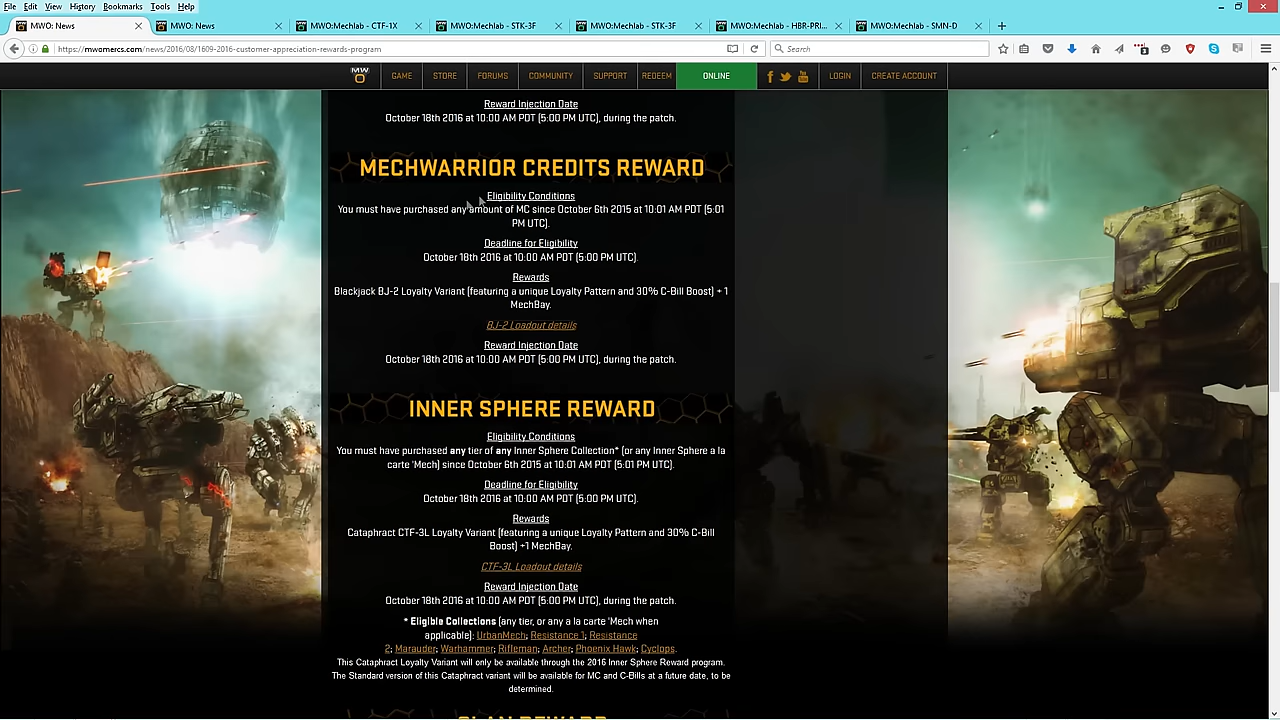 File Edit View History Bookmarks Tools Help
MWO: News × MWO: News × MWO:Mechlab - CTF-1X × MWO:Mechlab - STK-3F × MWO:Mechlab - STK-3F × MWO:Mechlab - HBR-PRI... × MWO:Mechlab - SMN-D × +
https://mwomercs.com/news/2016/08/1609-2016-customer-appreciation-rewards-program
Search
MW GAME STORE FORUMS COMMUNITY SUPPORT REDEEM ONLINE f LOGIN CREATE ACCOUNT
Reward Injection Date
October 18th 2016 at 10:00 AM PDT (5:00 PM UTC), during the patch.
MECHWARRIOR CREDITS REWARD
Eligibility Conditions
You must have purchased any amount of MC since October 6th 2015 at 10:01 AM PDT (5:01
PM UTC).
Deadline for Eligibility
October 18th 2016 at 10:00 AM PDT (5:00 PM UTC).
Rewards
Blackjack BJ-2 Loyalty Variant (featuring a unique Loyalty Pattern and 30% C-Bill Boost) + 1
MechBay.
BJ-2 Loadout details
Reward Injection Date
October 18th 2016 at 10:00 AM PDT (5:00 PM UTC), during the patch.
INNER SPHERE REWARD
Eligibility Conditions
You must have purchased any tier of any Inner Sphere Collection* (or any Inner Sphere a la
carte 'Mech) since October 6th 2015 at 10:01 AM PDT (5:01 PM UTC).
Deadline for Eligibility
October 18th 2016 at 10:00 AM PDT (5:00 PM UTC).
Rewards
Cataphract CTF-3L Loyalty Variant (featuring a unique Loyalty Pattern and 30% C-Bill
Boost) +1 MechBay.
CTF-3L Loadout details
Reward Injection Date
October 18th 2016 at 10:00 AM PDT (5:00 PM UTC), during the patch.
* Eligible Collections (any tier, or any a la carte 'Mech when
applicable): UrbanMech; Resistance 1; Resistance
2; Marauder; Warhammer; Rifleman; Archer; Phoenix Hawk; Cyclops.
This Cataphract Loyalty Variant will only be available through the 2016 Inner Sphere Reward program.
The Standard version of this Cataphract variant will be available for MC and C-Bills at a future date, to be
determined.
CLAN REWARD